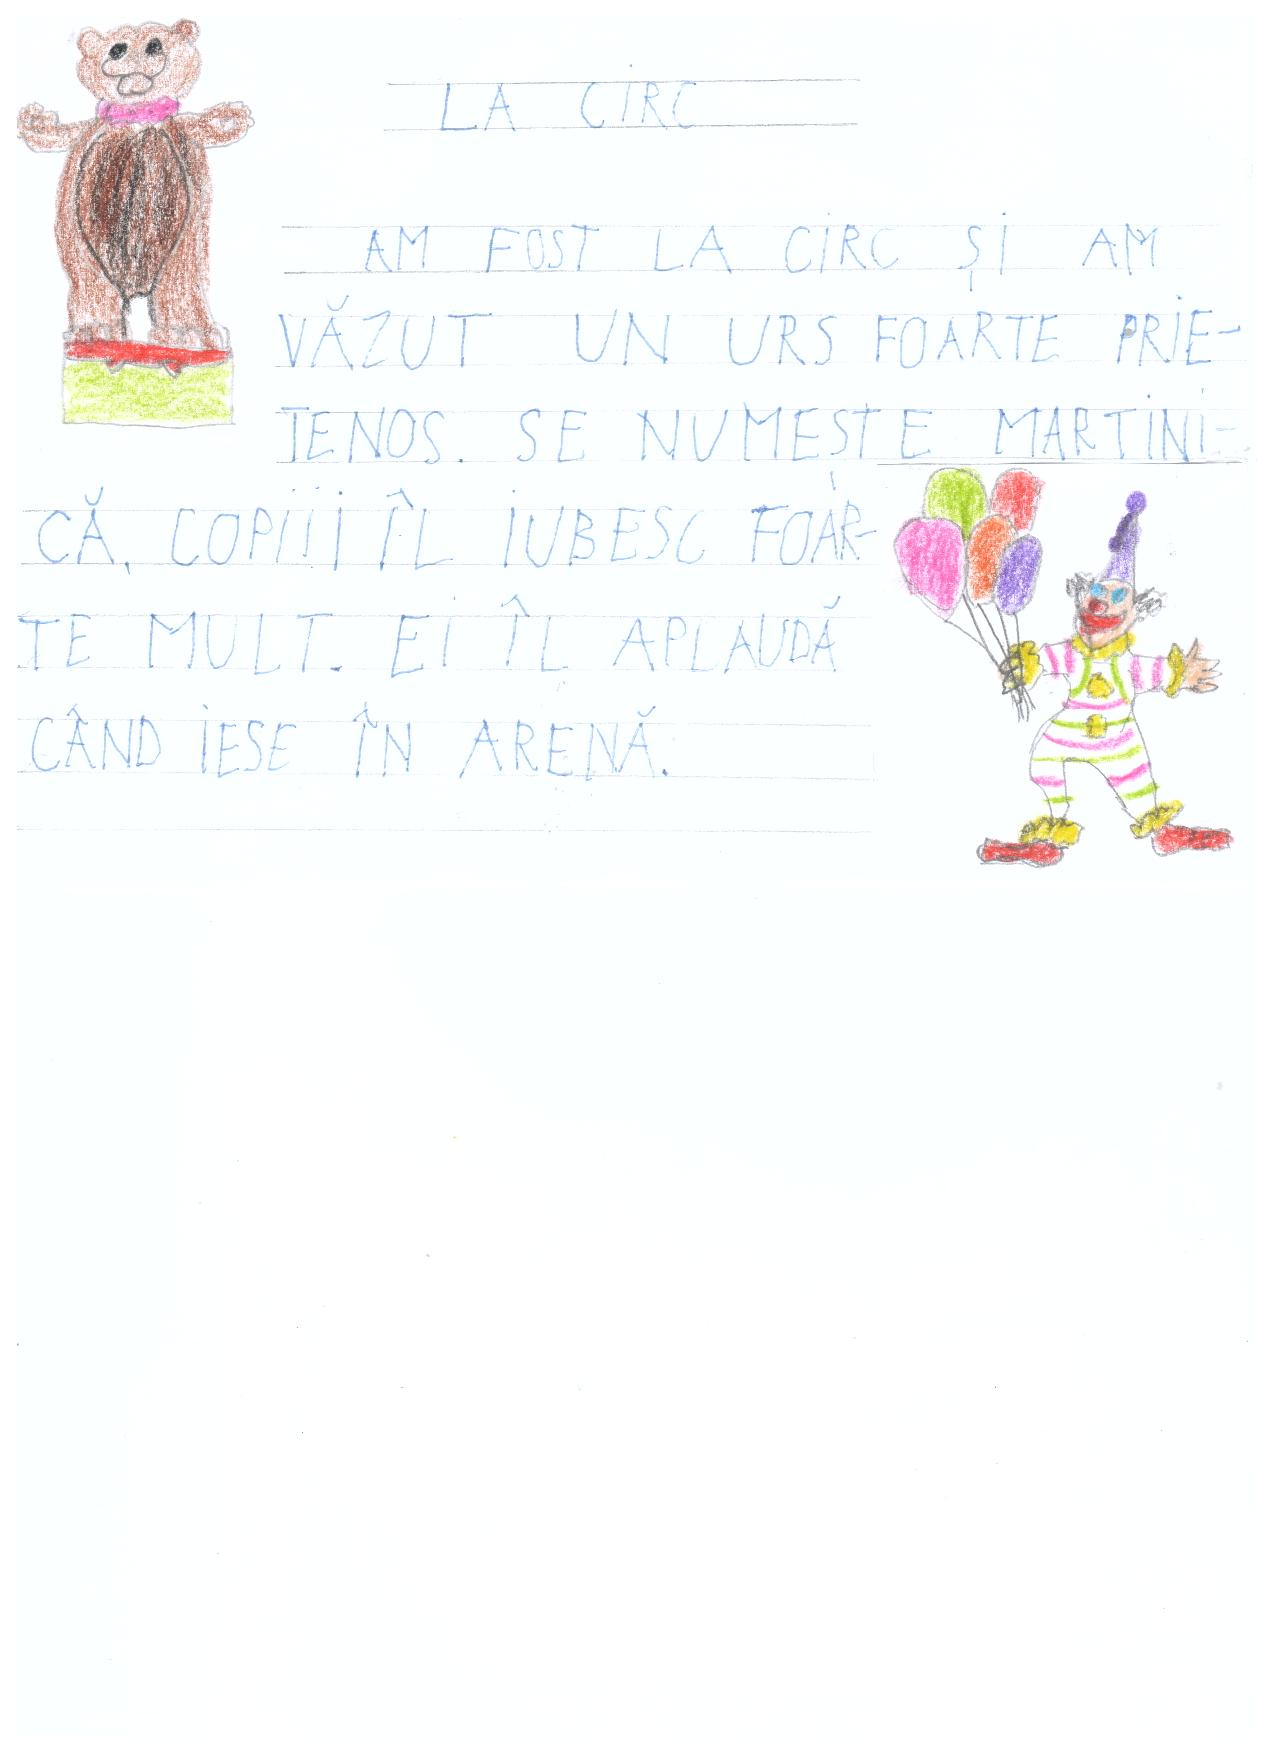 LA CIRC
AM FOST LA CIRC ȘI AM
VĂZUT UN URS FOARTE PRIE-
TENOS. SE NUMEȘTE MARTINI-
CĂ. COPIII ÎL IUBESC FOAR-
TE MULT. EI ÎL APLAUDĂ
CÂND IESE ÎN ARENĂ.